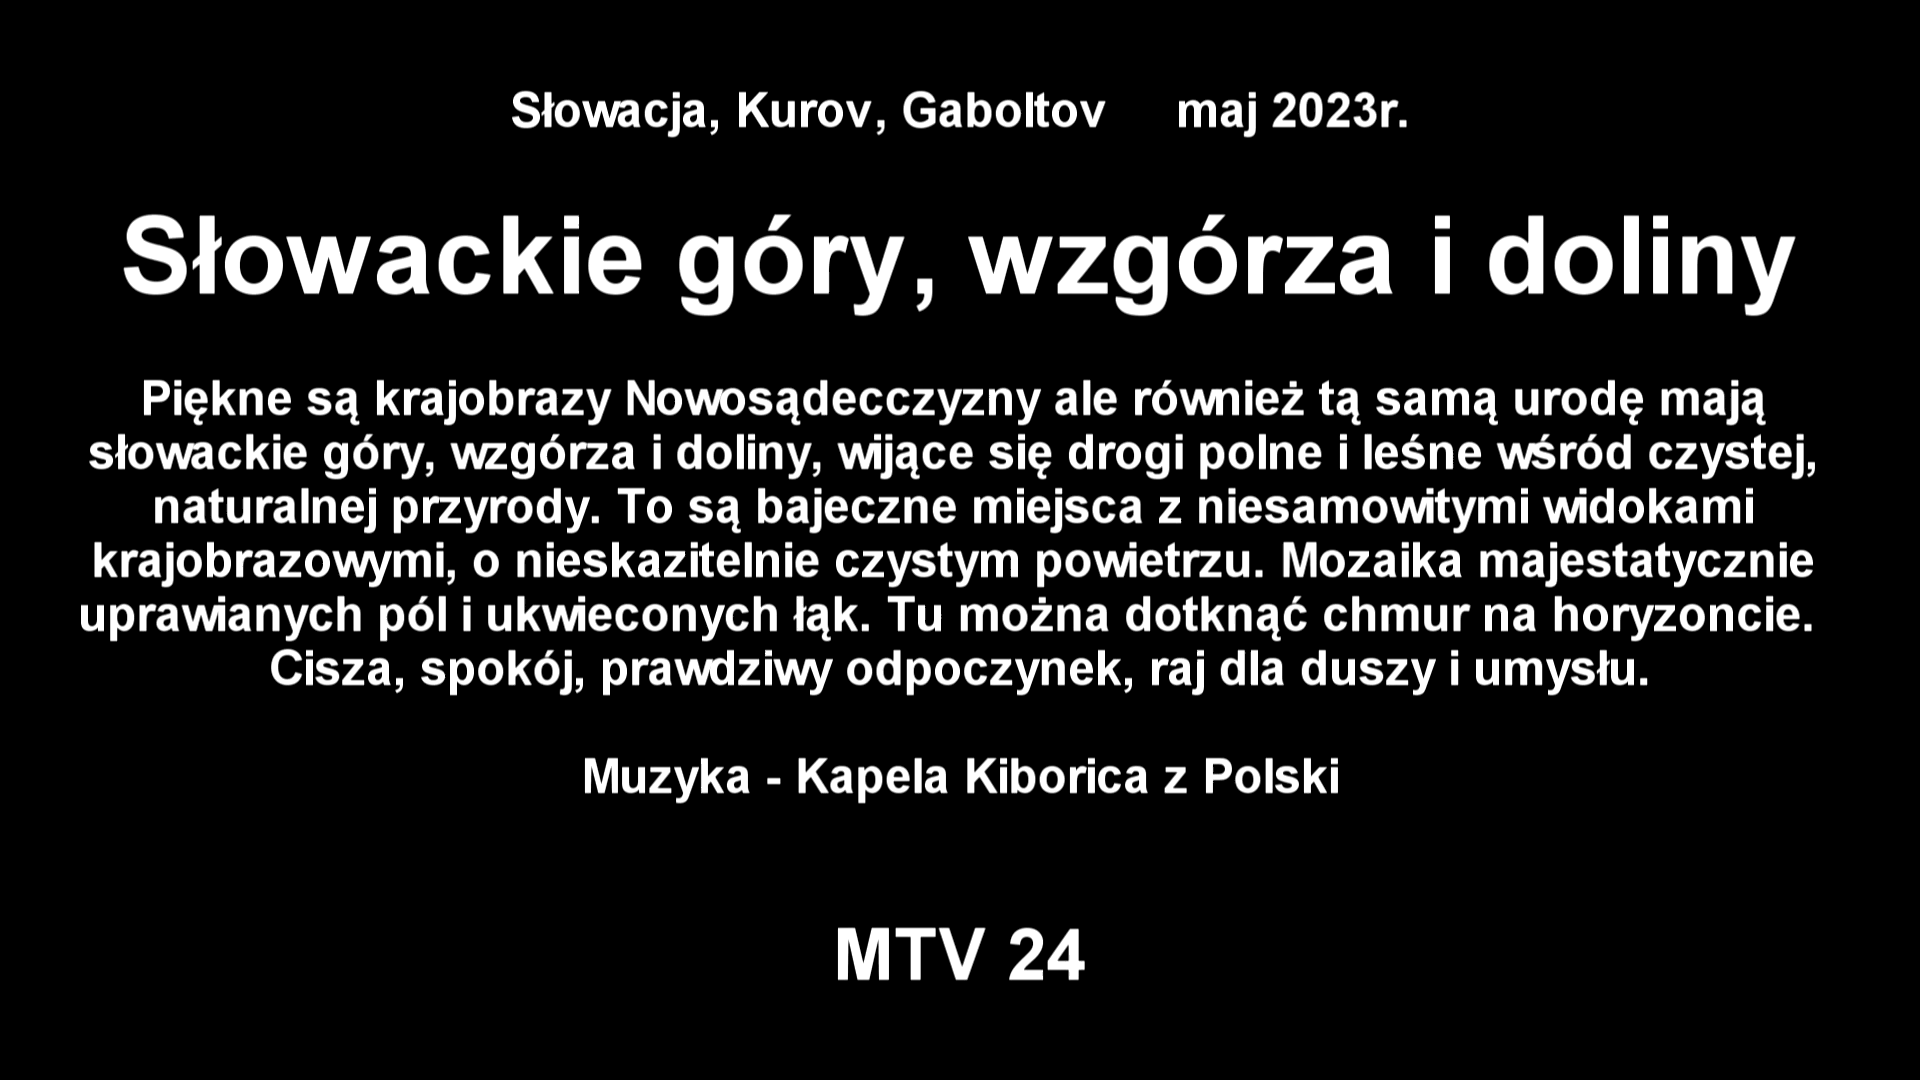 Słowacja, Kurov, Gaboltov maj 2023r.
Słowackie góry, wzgórza i doliny
Piękne są krajobrazy Nowosądecczyzny ale również tą samą urodę mają
słowackie góry, wzgórza i doliny, wijące się drogi polne i leśne wśród czystej,
naturalnej przyrody. To są bajeczne miejsca z niesamowitymi widokami
krajobrazowymi, o nieskazitelnie czystym powietrzu. Mozaika majestatycznie
uprawianych pól i ukwieconych łąk. Tu można dotknąć chmur na horyzoncie.
Cisza, spokój, prawdziwy odpoczynek, raj dla duszy i umysłu.
Muzyka - Kapela Kiborica z Polski
MTV 24